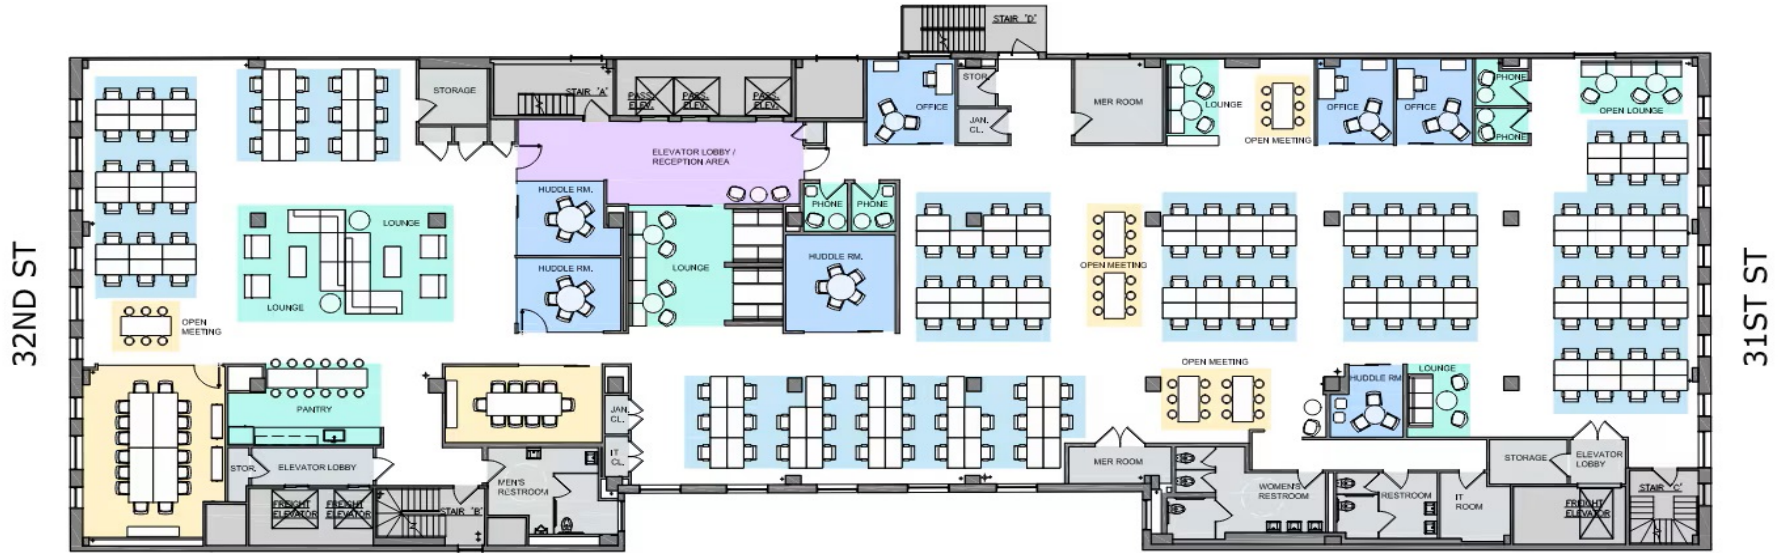 STAIR "D"
STORAGE
STAIR "A"
PASS.
ELEV.
PASS.
ELEV.
PASS.
ELEV.
OFFICE
STOR.
JAN.
CL.
MER ROOM
LOUNGE
OPEN MEETING
OFFICE
OFFICE
PHONE
PHONE
OPEN LOUNGE
ELEVATOR LOBBY /
RECEPTION AREA
HUDDLE RM.
PHONE
PHONE
LOUNGE
LOUNGE
HUDDLE RM.
LOUNGE
HUDDLE RM.
OPEN MEETING
32ND ST
31ST ST
OPEN
MEETING
OPEN MEETING
HUDDLE RM
LOUNGE
PANTRY
JAN.
CL.
STOR.
ELEVATOR LOBBY
IT
CL.
MER ROOM
STORAGE
ELEVATOR
LOBBY
MEN'S
RESTROOM
WOMEN'S
RESTROOM
RESTROOM
IT
ROOM
STAIR "C"
FREIGHT
ELEVATOR
FREIGHT
ELEVATOR
STAIR "B"
FREIGHT
ELEVATOR